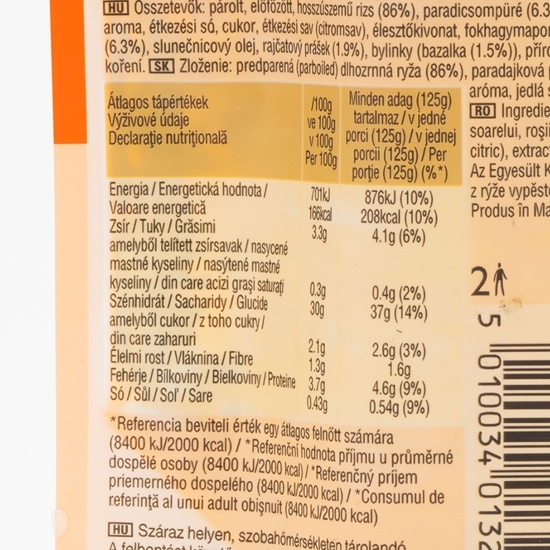 HU Összetevők: párolt, előfőzött, hosszúszemű rizs (86%), paradicsompüré (6.3
aroma, étkezési só, cukor, étkezési sav (citromsav), élesztőkivonat, fokhagymapor
(6.3%), slunečnicový olej, rajčatový prášek (1.9%), bylinky (bazalka (1.5%)),
koření. SK Zloženie: predparená (parboiled) dlhozrnná ryža (86%), paradajková
aróma, jedlá
RO Ingredie
soarelui, roșii
citric), extrac
Az Egyesült K
z rýže vypěst
Produs în Ma
Átlagos tápértékek /100g Minden adag (125g)
Výživové údaje ve 100g tartalmaz / v jedné
Declarație nutrițională v 100g porci (125g) / v jednej
Per 100g porcii (125g) / Per
porție (125g) (%*)
Energia / Energetická hodnota / 701kJ 876kJ (10%)
Valoare energetică 166kcal 208kcal (10%)
Zsír / Tuky / Grăsimi 3.3g 4.1g (6%)
amelyből telített zsírsavak / nasycené
mastné kyseliny / nasýtené mastné
kyseliny / din care acizi grași saturați 0.3g 0.4g (2%)
Szénhidrát / Sacharidy / Glucide 30g 37g (14%)
amelyből cukor / z toho cukry /
din care zaharuri 2.1g 2.6g (3%)
Élelmi rost / Vláknina / Fibre 1.3g 1.6g
Fehérje / Bílkoviny / Bielkoviny / Proteine 3.7g 4.6g (9%)
Só / Sůl / Soľ / Sare 0.43g 0.54g (9%)
*Referencia beviteli érték egy átlagos felnőtt számára
(8400 kJ/2000 kcal) / *Referenční hodnota příjmu u průměrné
dospělé osoby (8400 kJ/2000 kcal) / *Referenčný príjem
priemerného dospelého (8400 kJ/2000 kcal) / *Consumul de
referință al unui adult obișnuit (8400 kJ/2000 kcal)
HU Száraz helyen, szobahőmérsékleten tárolandó
2
5 010034 0132